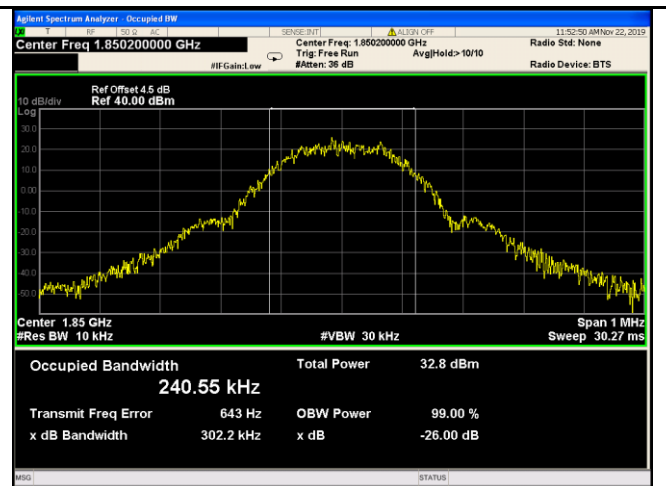 Agilent Spectrum Analyzer - Occupied BW
T RF 50 Ω AC SENSE:INT ALIGN OFF 11:52:50 AM Nov 22, 2019
Center Freq 1.850200000 GHz Center Freq: 1.850200000 GHz Radio Std: None
Trig: Free Run Avg|Hold:> 10/10
#IFGain:Low #Atten: 36 dB Radio Device: BTS
Ref Offset 4.5 dB
10 dB/div Ref 40.00 dBm
Log
30.0
20.0
10.0
0.00
-10.0
-20.0
-30.0
-40.0
-50.0
Center 1.85 GHz Span 1 MHz
#Res BW 10 kHz #VBW 30 kHz Sweep 30.27 ms
Occupied Bandwidth Total Power 32.8 dBm
240.55 kHz
Transmit Freq Error 643 Hz OBW Power 99.00 %
x dB Bandwidth 302.2 kHz x dB -26.00 dB
MSG STATUS